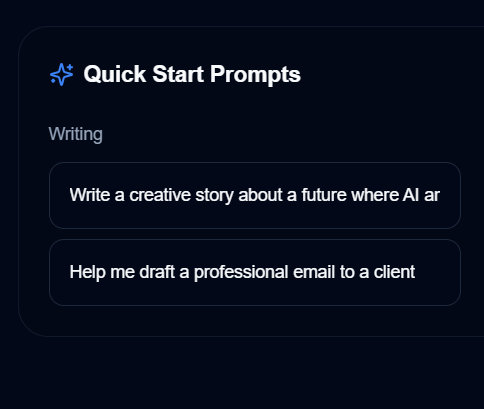 Quick Start Prompts
Writing
Write a creative story about a future where AI ar
Help me draft a professional email to a client